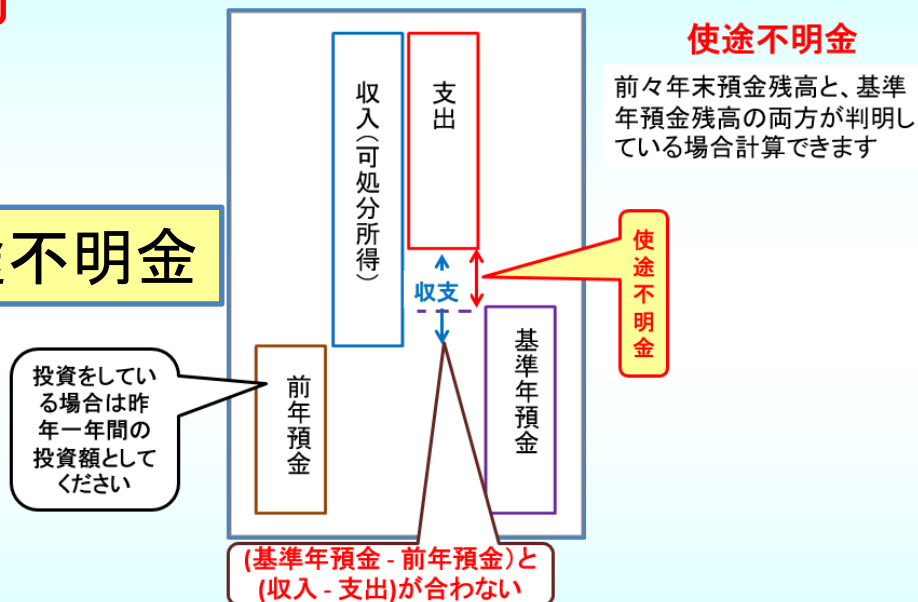 使途不明金
前々年末預金残高と、基準
年預金残高の両方が判明し
ている場合計算できます
収入(可処分所得)
支出
使途不明金
不明金
収支
投資をしてい
る場合は昨
年一年間の
投資額として
ください
前年預金
基準年預金
(基準年預金 - 前年預金)と
(収入 - 支出)が合わない